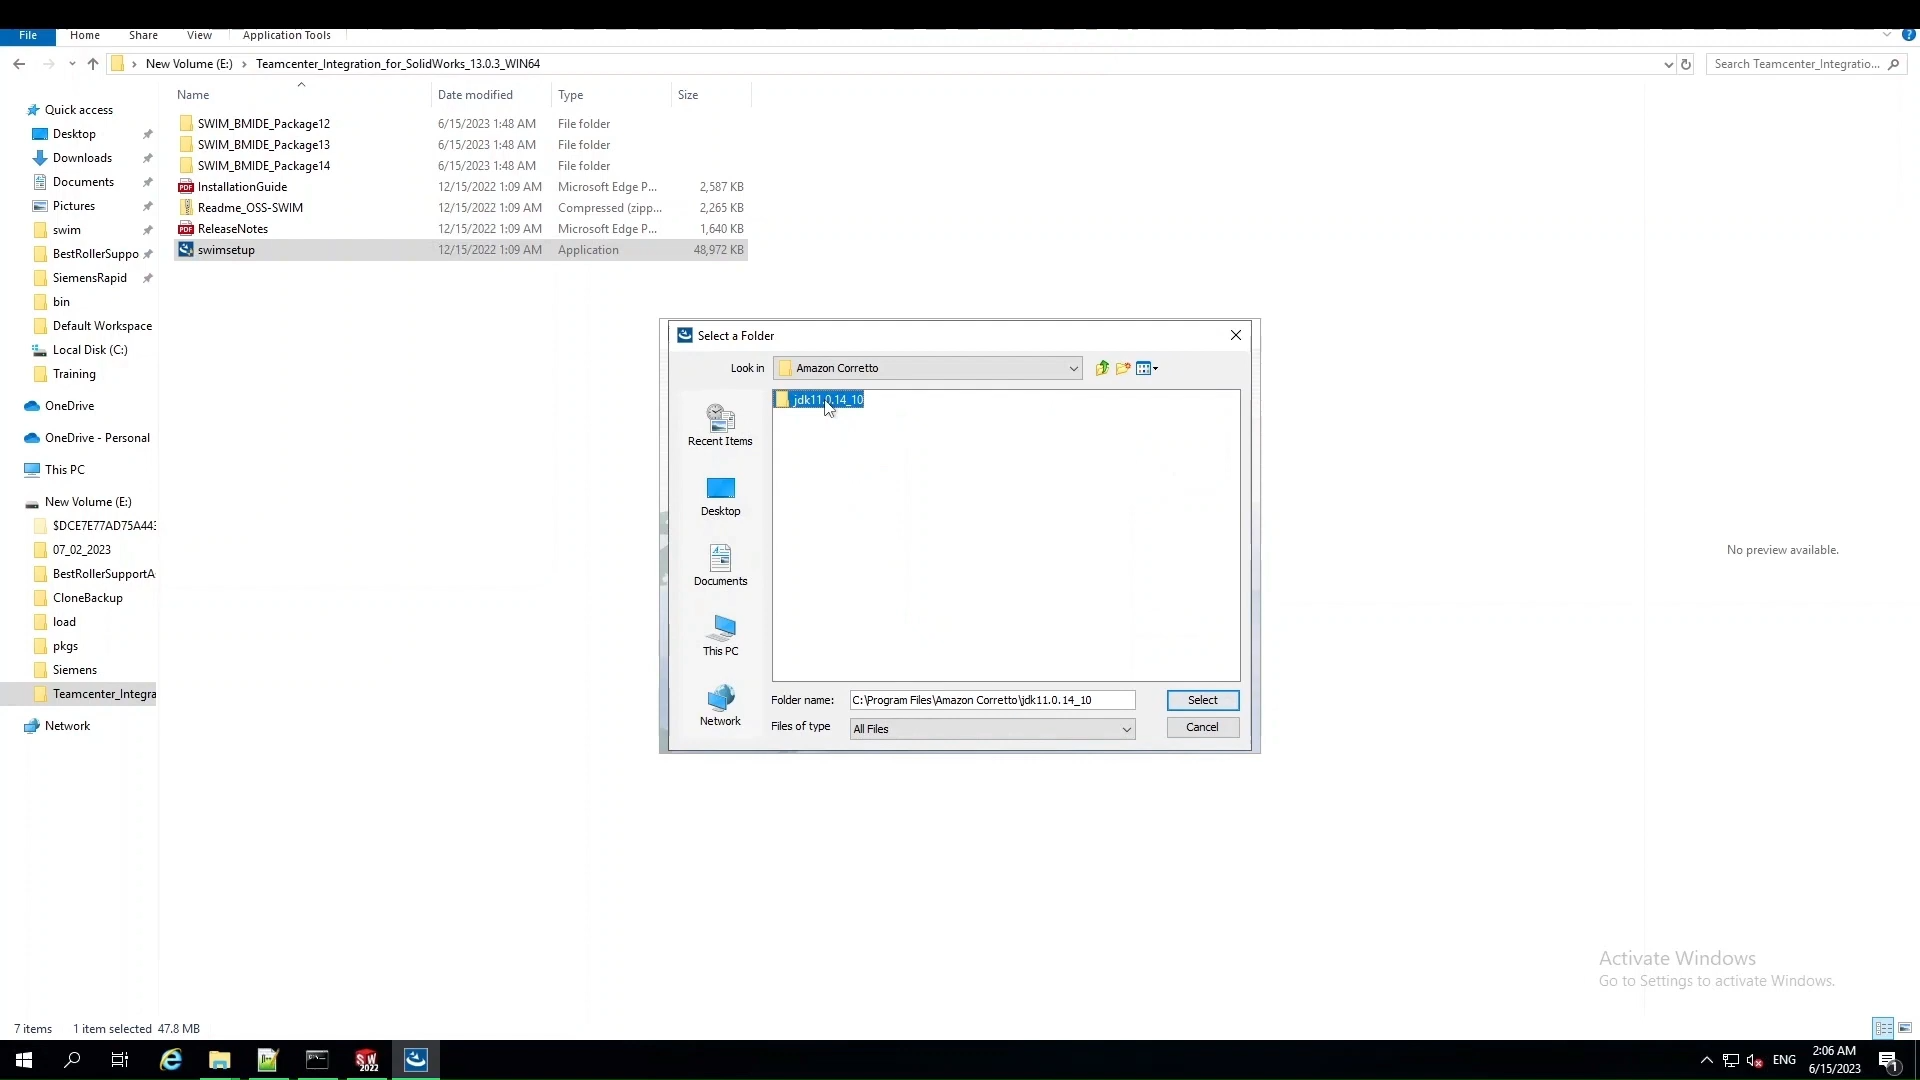 File Home Share View Application Tools
New Volume (E:) Teamcenter_Integration_for_SolidWorks_13.0.3_WIN64 Search Teamcenter_Integratio...
Name Date modified Type Size
SWIM_BMIDE_Package12 6/15/2023 1:48 AM File folder
SWIM_BMIDE_Package13 6/15/2023 1:48 AM File folder
SWIM_BMIDE_Package14 6/15/2023 1:48 AM File folder
InstallationGuide 12/15/2022 1:09 AM Microsoft Edge P... 2,587 KB
Readme_OSS-SWIM 12/15/2022 1:09 AM Compressed (zipp... 2,265 KB
ReleaseNotes 12/15/2022 1:09 AM Microsoft Edge P... 1,640 KB
swimsetup 12/15/2022 1:09 AM Application 48,972 KB
Quick access
Desktop
Downloads
Documents
Pictures
swim
BestRollerSuppo
SiemensRapid
bin
Default Workspace
Local Disk (C:)
Training
OneDrive
OneDrive - Personal
This PC
New Volume (E:)
$DCE7E77AD75A443
07_02_2023
BestRollerSupportA
CloneBackup
load
pkgs
Siemens
Teamcenter_Integra
Network
Select a Folder
Look in Amazon Corretto
jdk11.0.14_10
Recent Items
Desktop
Documents
This PC
Network
Folder name: C:\Program Files\Amazon Corretto\jdk11.0.14_10 Select
Files of type All Files Cancel
No preview available.
Activate Windows
Go to Settings to activate Windows.
7 items 1 item selected 47.8 MB
SW 2022
ENG
2:06 AM
6/15/2023
1